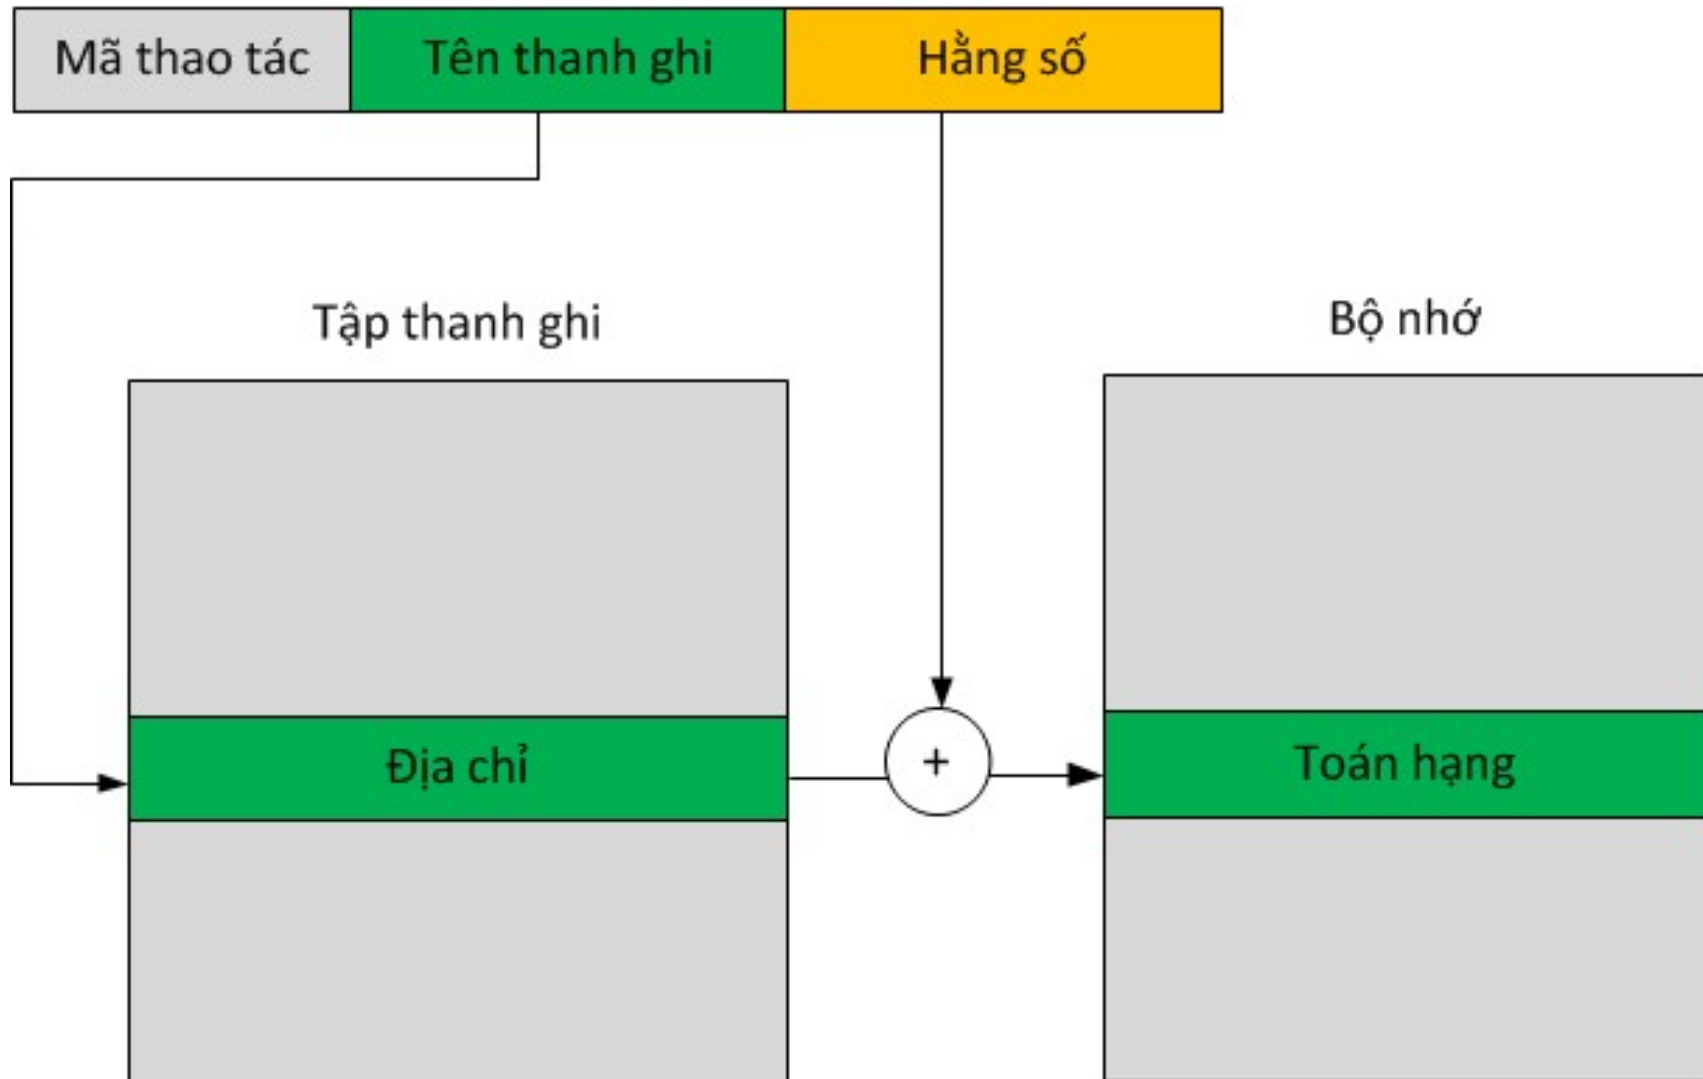 Mã thao tác
Tên thanh ghi
Hằng số
Tập thanh ghi
Bộ nhớ
Địa chỉ
+
Toán hạng